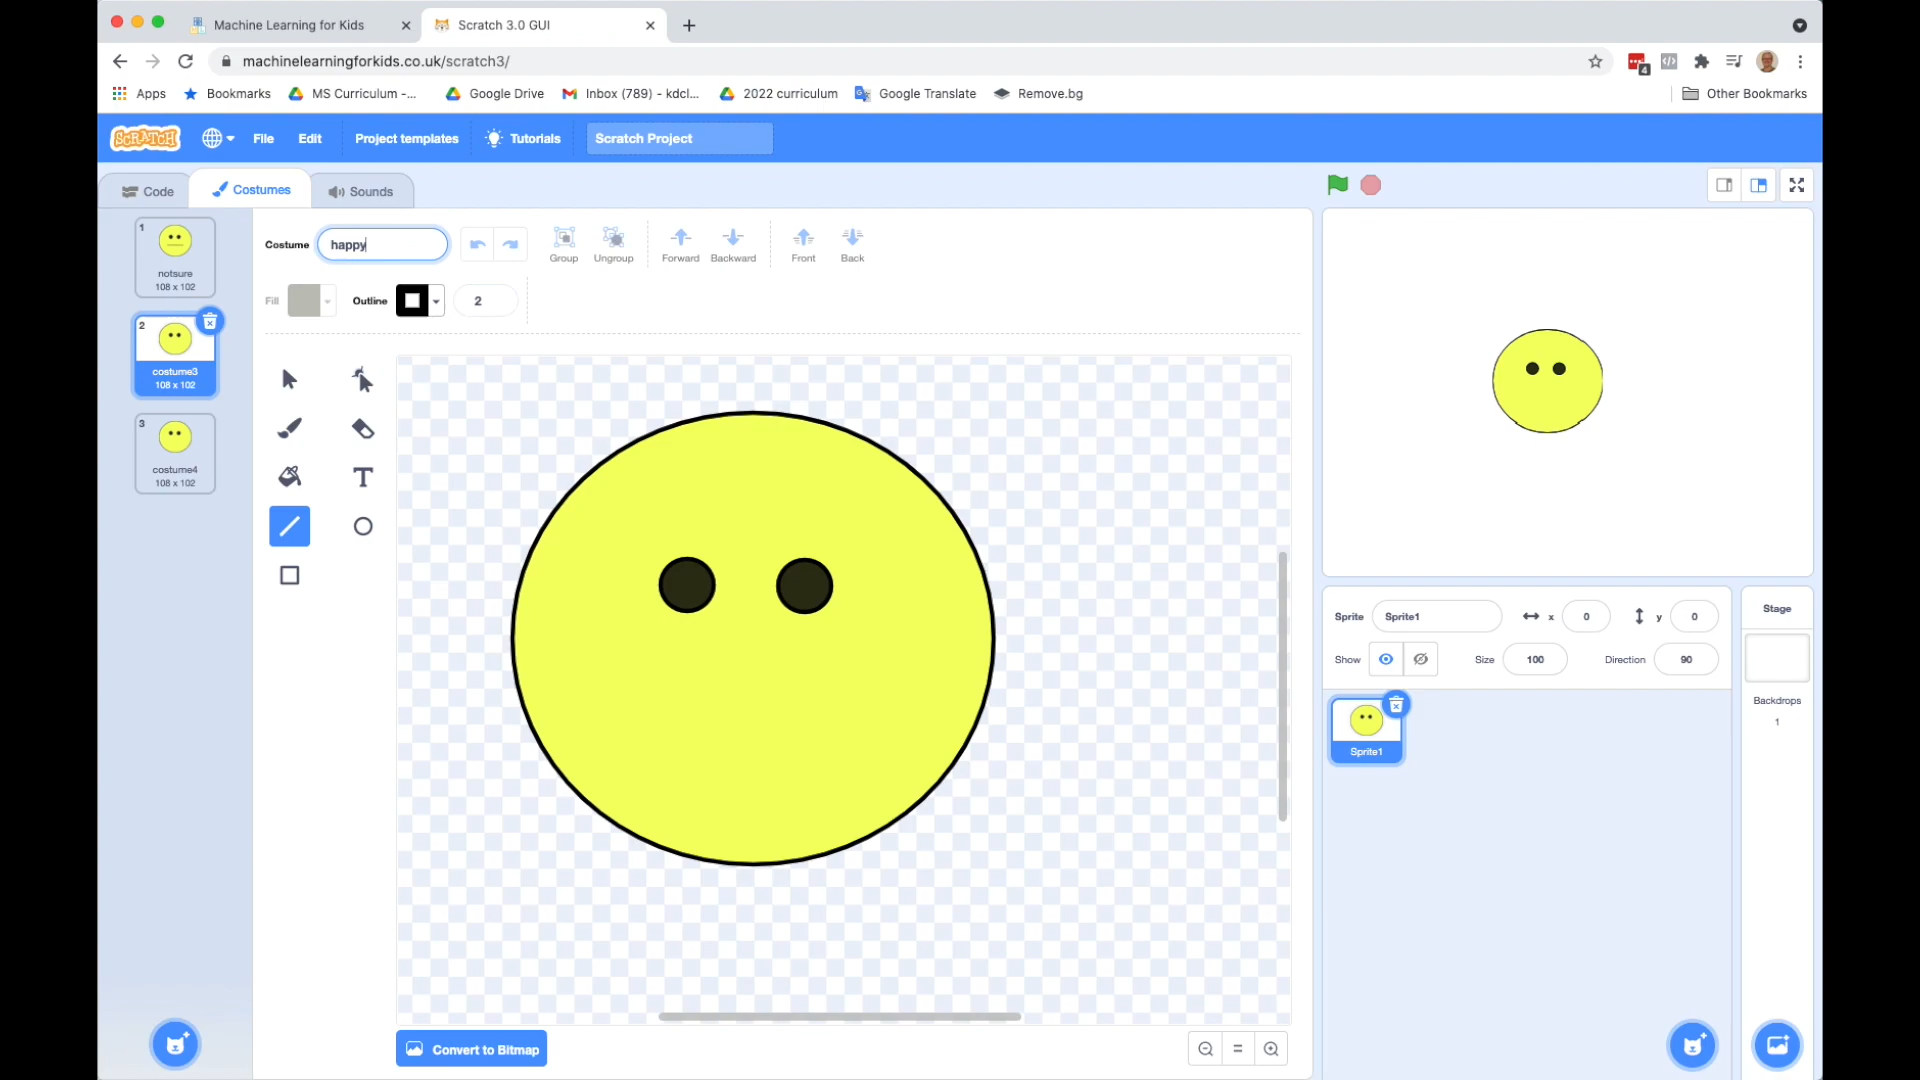 Machine Learning for Kids
Scratch 3.0 GUI
machinelearningforkids.co.uk/scratch3/
4
Apps
Bookmarks
MS Curriculum -...
Google Drive
Inbox (789) - kdcl...
2022 curriculum
Google Translate
Remove.bg
Other Bookmarks
SCRATCH
File
Edit
Project templates
Tutorials
Scratch Project
Code
Costumes
Sounds
1
notsure
108 x 102
2
costume3
108 x 102
3
costume4
108 x 102
Costume
happy
Group
Ungroup
Forward
Backward
Front
Back
Fill
Outline
2
T
Convert to Bitmap
Sprite
Sprite1
x
0
y
0
Show
Size
100
Direction
90
Sprite1
Stage
Backdrops
1